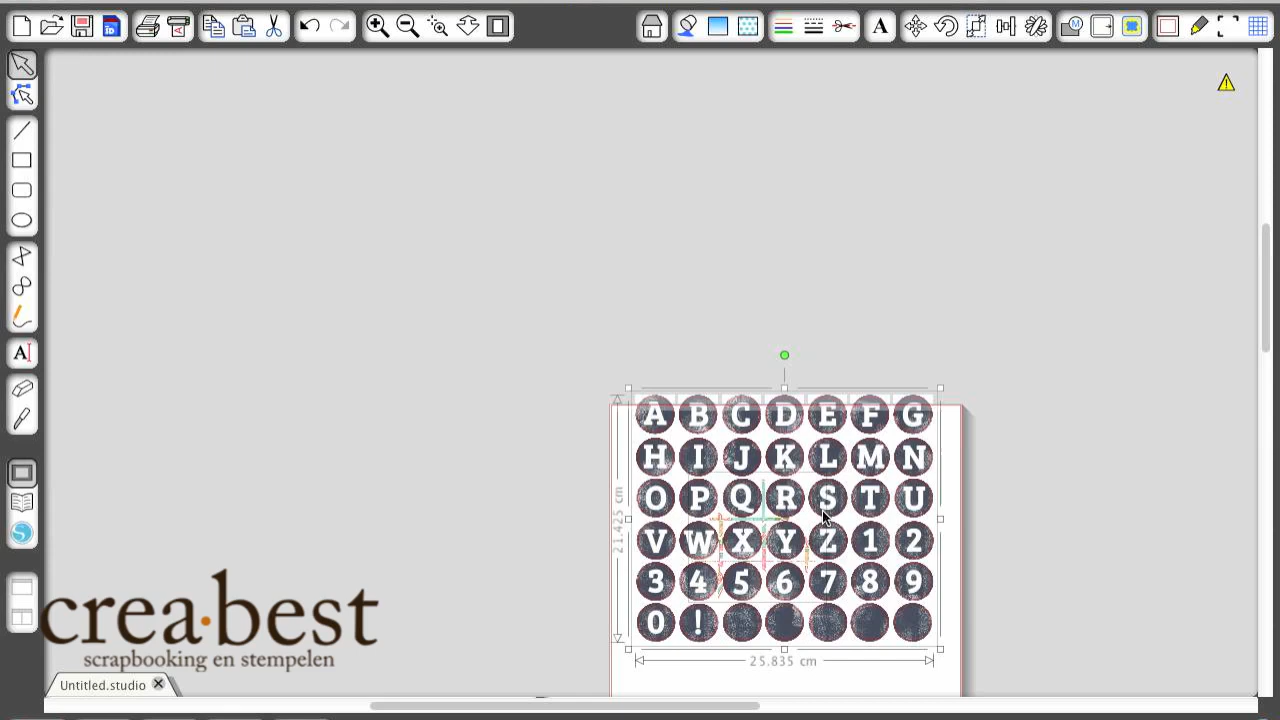 A
A B C D E F G
H I J K L M N
O P Q R S T U
V W X Y Z 1 2
3 4 5 6 7 8 9
0 !
21.425 cm
25.835 cm
crea·best
scrapbooking en stempelen
Untitled.studio